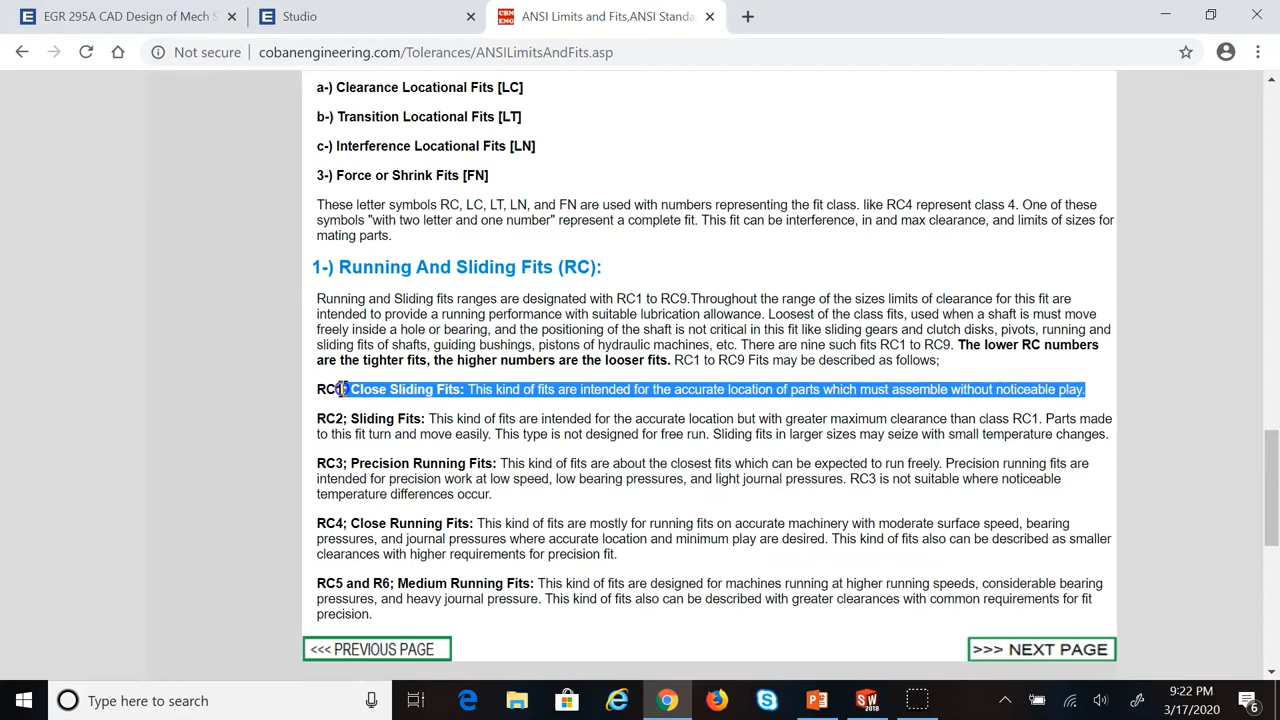 EGR 295A CAD Design of Mech S
Studio
ANSI Limits and Fits,ANSI Standa
Not secure
cobanengineering.com/Tolerances/ANSILimitsAndFits.asp
a-) Clearance Locational Fits [LC]
b-) Transition Locational Fits [LT]
c-) Interference Locational Fits [LN]
3-) Force or Shrink Fits [FN]
These letter symbols RC, LC, LT, LN, and FN are used with numbers representing the fit class. like RC4 represent class 4. One of these
symbols "with two letter and one number" represent a complete fit. This fit can be interference, in and max clearance, and limits of sizes for
mating parts.
1-) Running And Sliding Fits (RC):
Running and Sliding fits ranges are designated with RC1 to RC9.Throughout the range of the sizes limits of clearance for this fit are
intended to provide a running performance with suitable lubrication allowance. Loosest of the class fits, used when a shaft is must move
freely inside a hole or bearing, and the positioning of the shaft is not critical in this fit like sliding gears and clutch disks, pivots, running and
sliding fits of shafts, guiding bushings, pistons of hydraulic machines, etc. There are nine such fits RC1 to RC9. The lower RC numbers
are the tighter fits, the higher numbers are the looser fits. RC1 to RC9 Fits may be described as follows;
RC1; Close Sliding Fits: This kind of fits are intended for the accurate location of parts which must assemble without noticeable play.
RC2; Sliding Fits: This kind of fits are intended for the accurate location but with greater maximum clearance than class RC1. Parts made
to this fit turn and move easily. This type is not designed for free run. Sliding fits in larger sizes may seize with small temperature changes.
RC3; Precision Running Fits: This kind of fits are about the closest fits which can be expected to run freely. Precision running fits are
intended for precision work at low speed, low bearing pressures, and light journal pressures. RC3 is not suitable where noticeable
temperature differences occur.
RC4; Close Running Fits: This kind of fits are mostly for running fits on accurate machinery with moderate surface speed, bearing
pressures, and journal pressures where accurate location and minimum play are desired. This kind of fits also can be described as smaller
clearances with higher requirements for precision fit.
RC5 and R6; Medium Running Fits: This kind of fits are designed for machines running at higher running speeds, considerable bearing
pressures, and heavy journal pressure. This kind of fits also can be described with greater clearances with common requirements for fit
precision.
<<< PREVIOUS PAGE
>>> NEXT PAGE
Type here to search
9:22 PM
3/17/2020
6